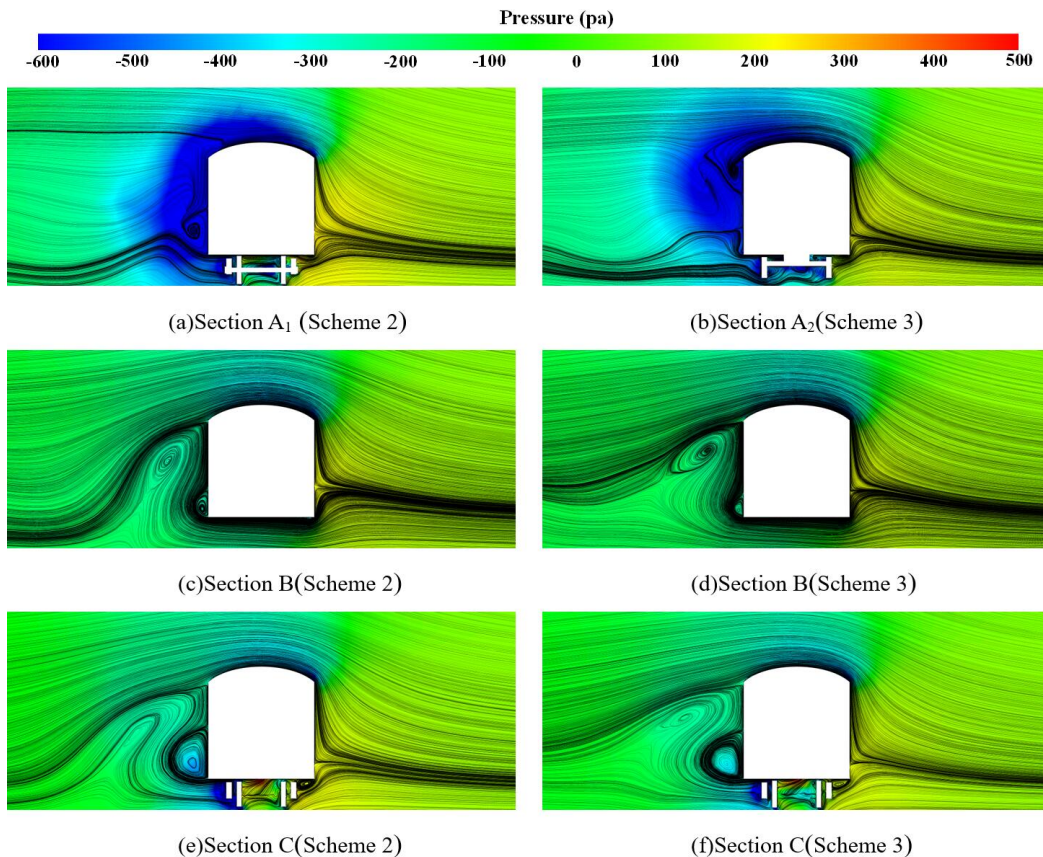 Pressure (pa)
-600 -500 -400 -300 -200 -100 0 100 200 300 400 500
(a)Section A₁ (Scheme 2)
(b)Section A₂(Scheme 3)
(c)Section B(Scheme 2)
(d)Section B(Scheme 3)
(e)Section C(Scheme 2)
(f)Section C(Scheme 3)